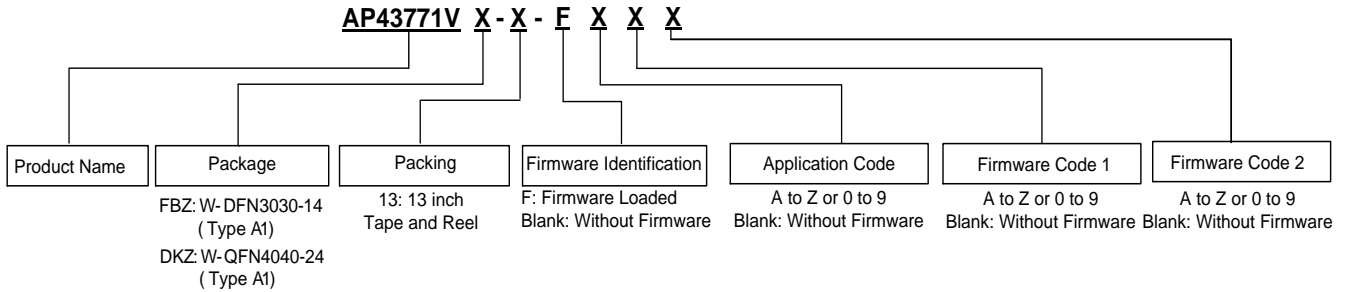 AP43771V X - X - F X X X
Product Name
Package
Packing
Firmware Identification
Application Code
Firmware Code 1
Firmware Code 2
FBZ: W-DFN3030-14
(Type A1)
DKZ: W-QFN4040-24
(Type A1)
13: 13 inch
Tape and Reel
F: Firmware Loaded
Blank: Without Firmware
A to Z or 0 to 9
Blank: Without Firmware
A to Z or 0 to 9
Blank: Without Firmware
A to Z or 0 to 9
Blank: Without Firmware